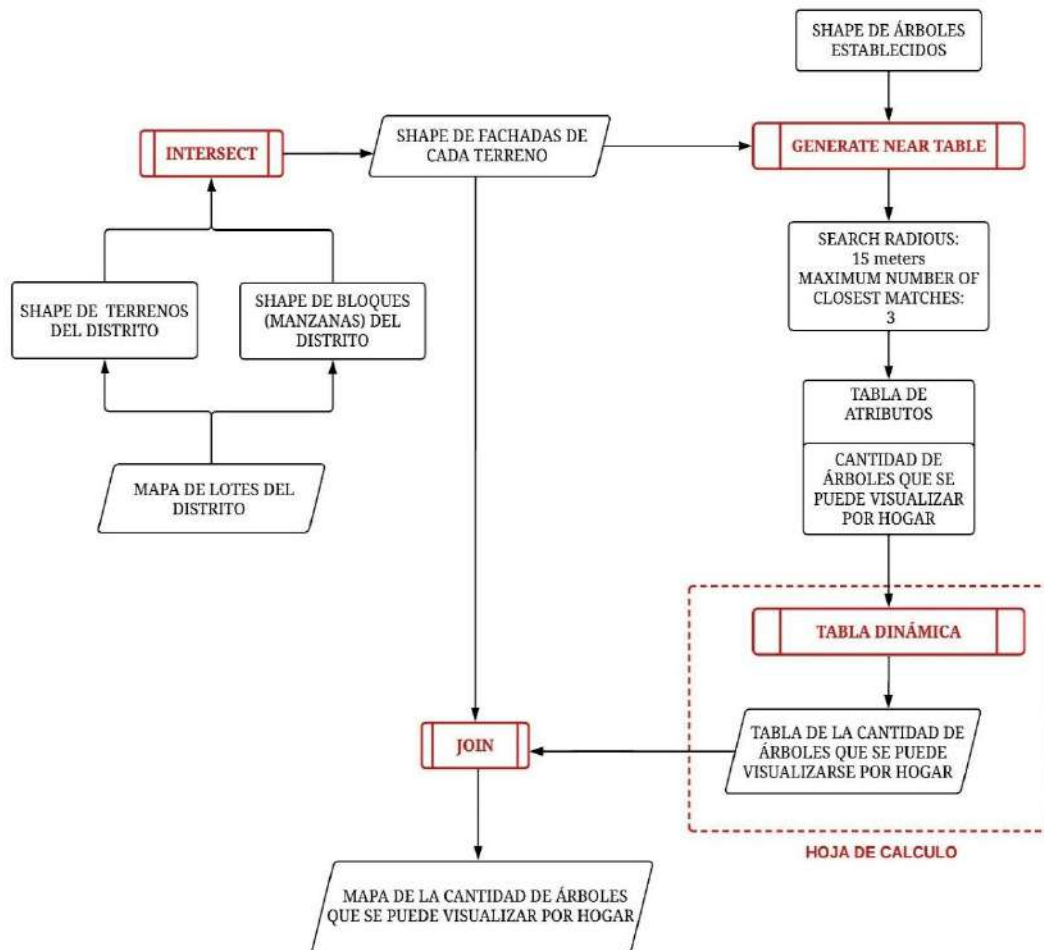 SHAPE DE ÁRBOLES
ESTABLECIDOS
INTERSECT
SHAPE DE FACHADAS DE
CADA TERRENO
GENERATE NEAR TABLE
SHAPE DE TERRENOS
DEL DISTRITO
SHAPE DE BLOQUES
(MANZANAS) DEL
DISTRITO
SEARCH RADIOUS:
15 meters
MAXIMUM NUMBER OF
CLOSEST MATCHES:
3
MAPA DE LOTES DEL
DISTRITO
TABLA DE
ATRIBUTOS
CANTIDAD DE
ÁRBOLES QUE SE
PUEDE VISUALIZAR
POR HOGAR
TABLA DINÁMICA
JOIN
TABLA DE LA CANTIDAD DE
ÁRBOLES QUE SE PUEDE
VISUALIZARSE POR HOGAR
HOJA DE CALCULO
MAPA DE LA CANTIDAD DE ÁRBOLES
QUE SE PUEDE VISUALIZAR POR HOGAR